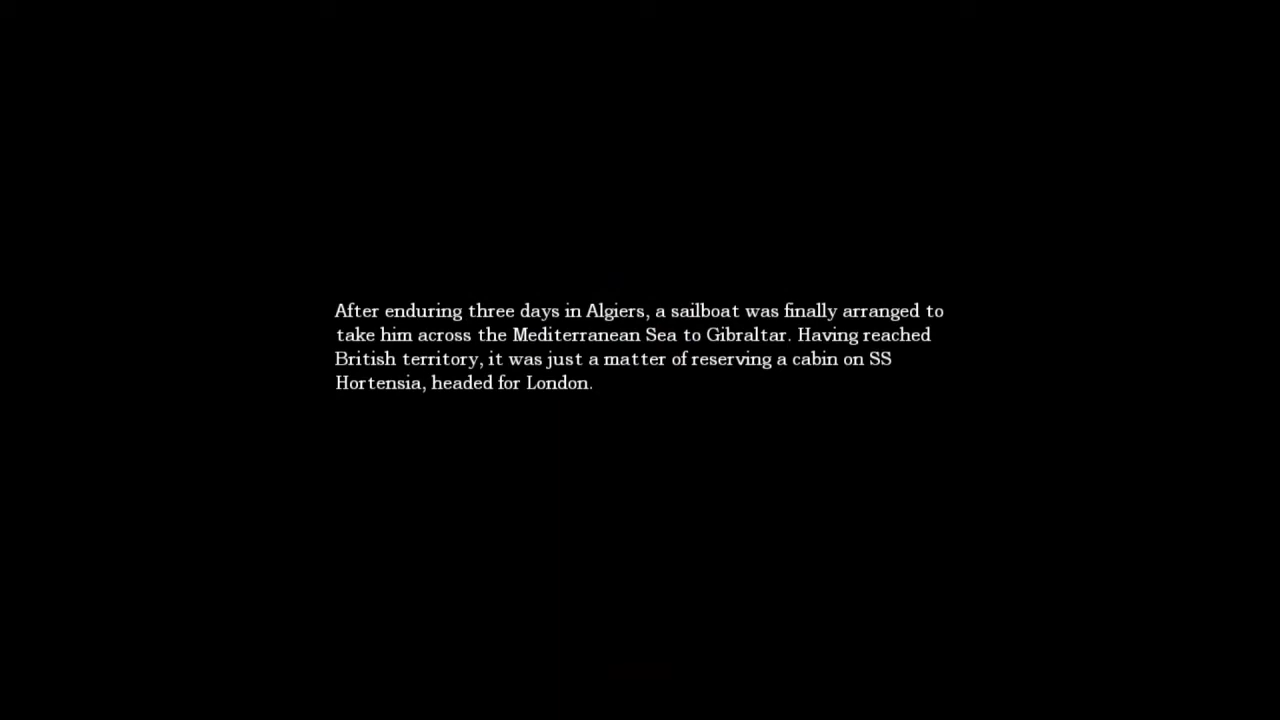 After enduring three days in Algiers, a sailboat was finally arranged to
take him across the Mediterranean Sea to Gibraltar. Having reached
British territory, it was just a matter of reserving a cabin on SS
Hortensia, headed for London.